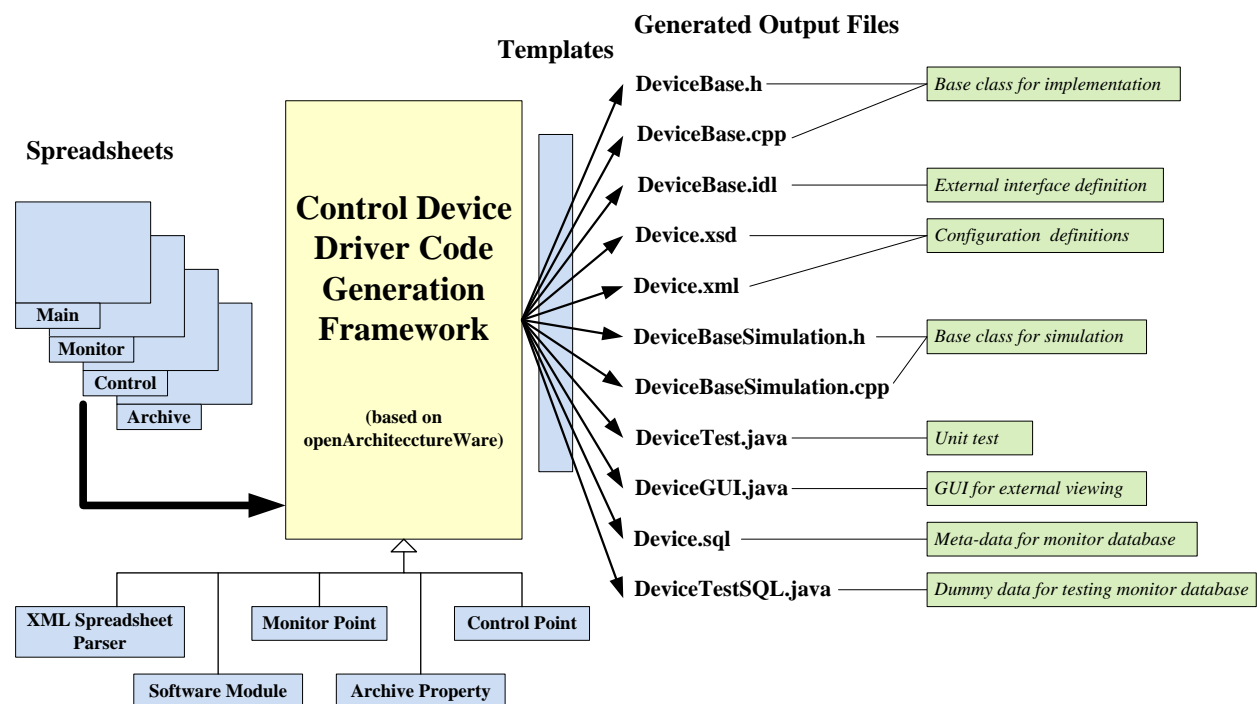 Generated Output Files
Templates
Spreadsheets
Main
Monitor
Control
Archive
Control Device
Driver Code
Generation
Framework
(based on
openArchitecctureWare)
DeviceBase.h
Base class for implementation
DeviceBase.cpp
DeviceBase.idl
External interface definition
Device.xsd
Configuration definitions
Device.xml
DeviceBaseSimulation.h
Base class for simulation
DeviceBaseSimulation.cpp
DeviceTest.java
Unit test
DeviceGUI.java
GUI for external viewing
Device.sql
Meta-data for monitor database
DeviceTestSQL.java
Dummy data for testing monitor database
XML Spreadsheet
Parser
Monitor Point
Control Point
Software Module
Archive Property